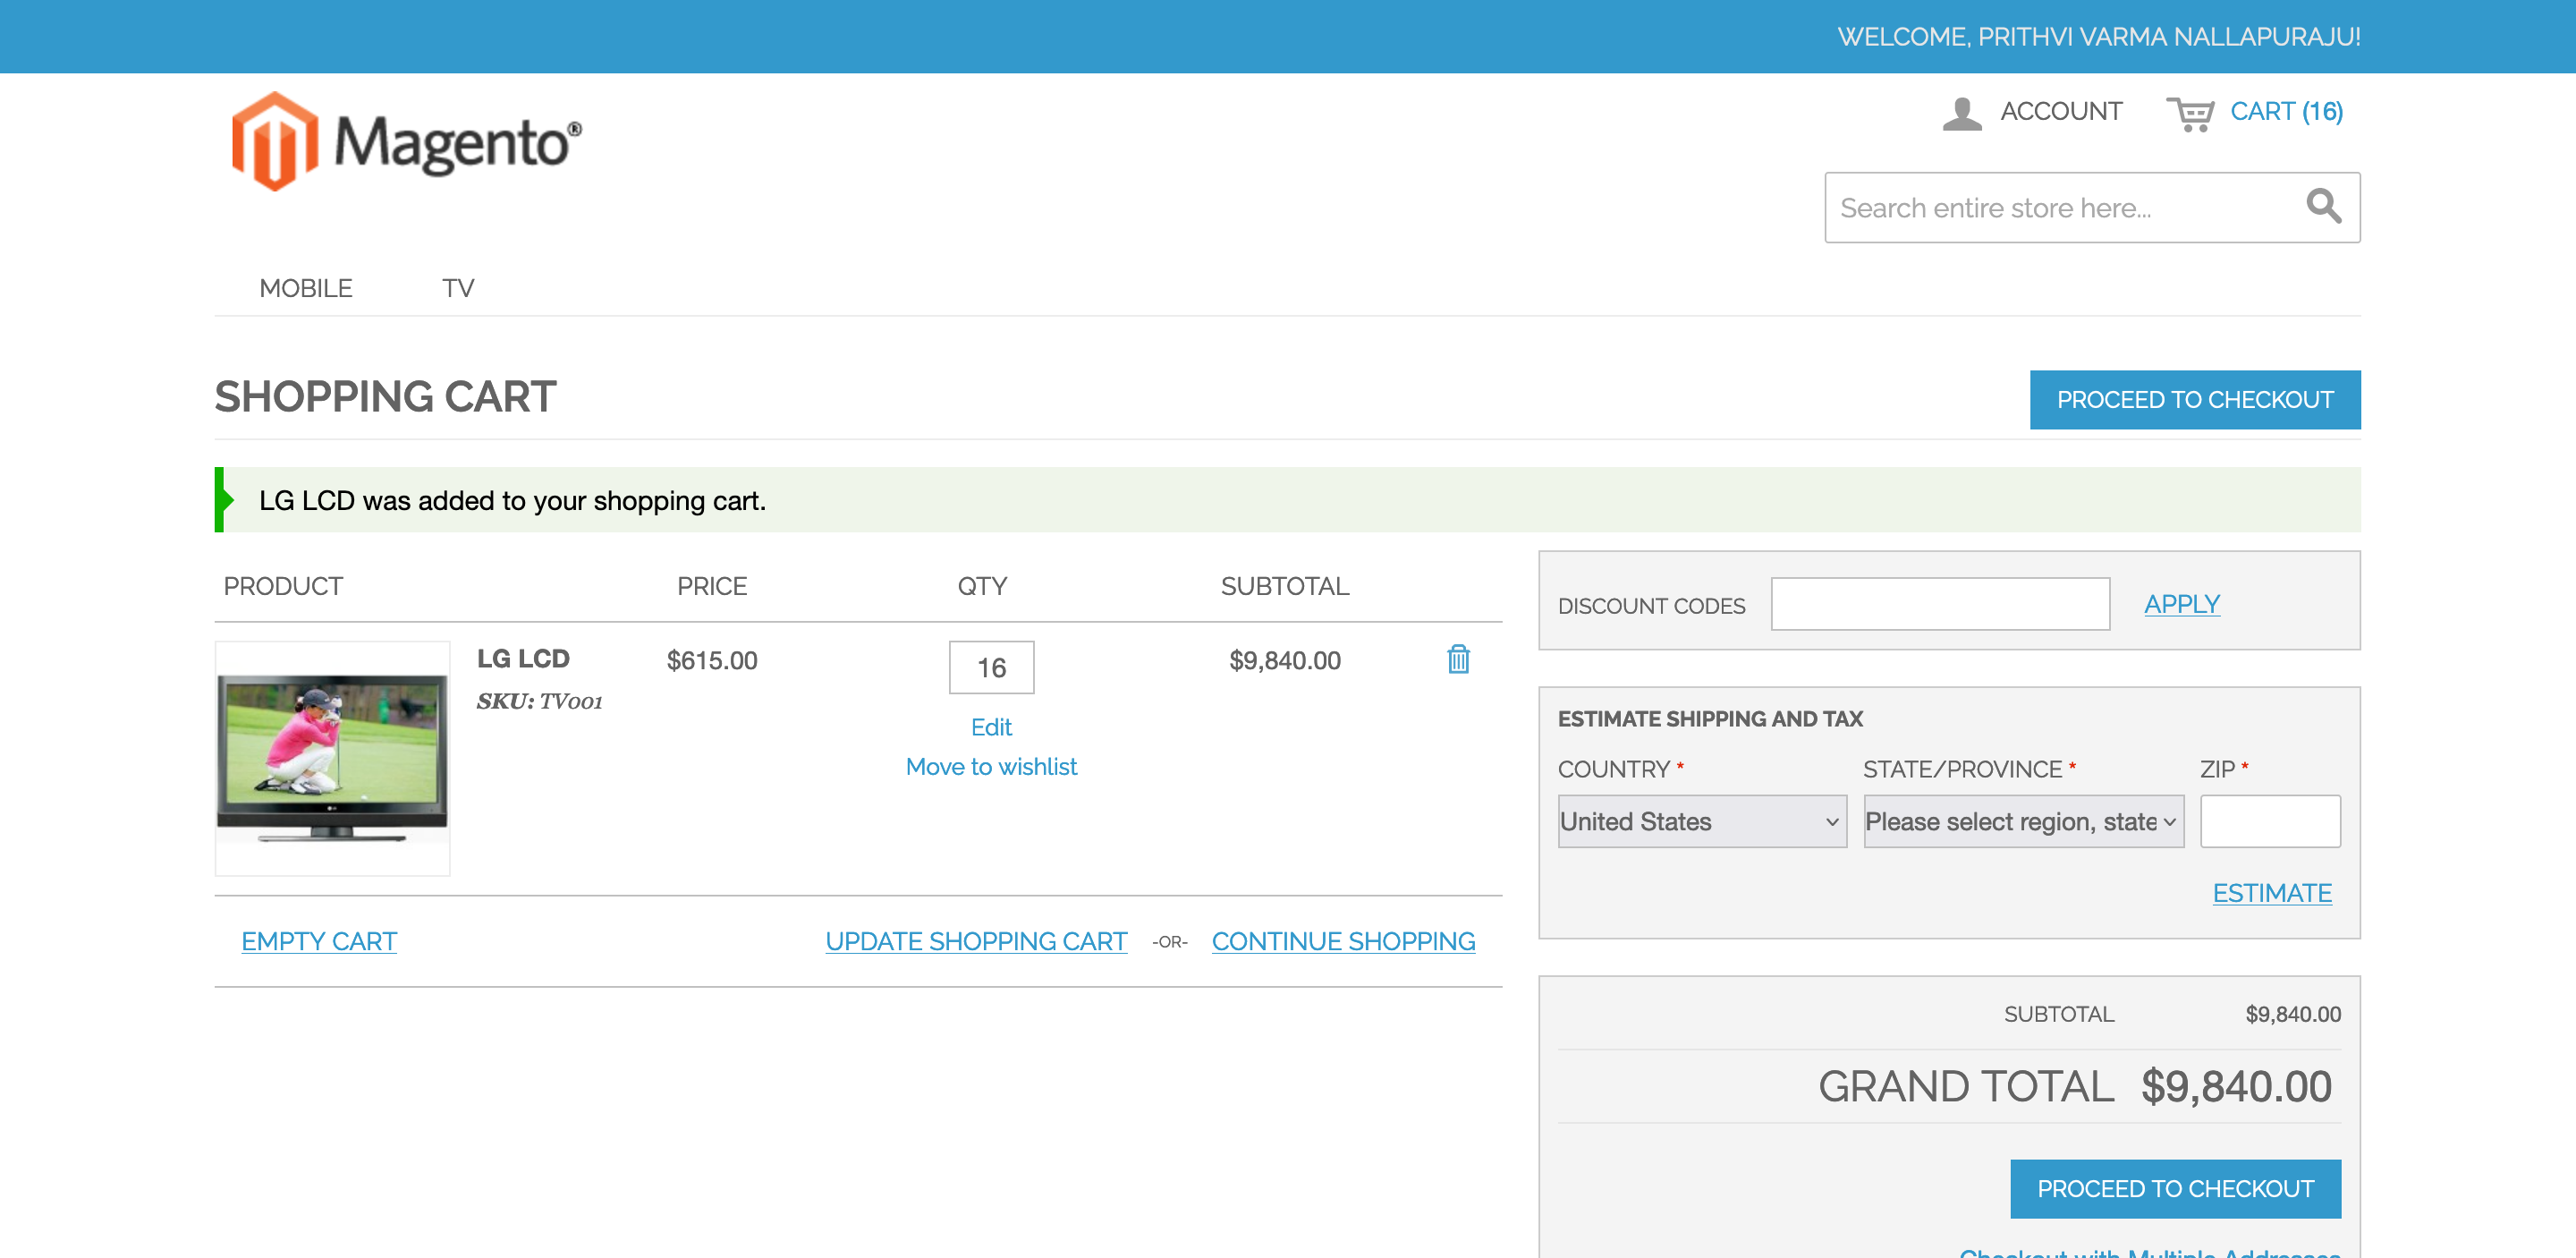 WELCOME, PRITHVI VARMA NALLAPURAJU!
Magento®
ACCOUNT
CART (16)
Search entire store here...
MOBILE TV
SHOPPING CART
PROCEED TO CHECKOUT
LG LCD was added to your shopping cart.
PRODUCT PRICE QTY SUBTOTAL
LG LCD $615.00 16 $9,840.00
SKU: TV001
Edit
Move to wishlist
EMPTY CART UPDATE SHOPPING CART -OR- CONTINUE SHOPPING
DISCOUNT CODES APPLY
ESTIMATE SHIPPING AND TAX
COUNTRY * STATE/PROVINCE * ZIP *
United States Please select region, state
ESTIMATE
SUBTOTAL $9,840.00
GRAND TOTAL $9,840.00
PROCEED TO CHECKOUT
Checkout with Multiple Addresses